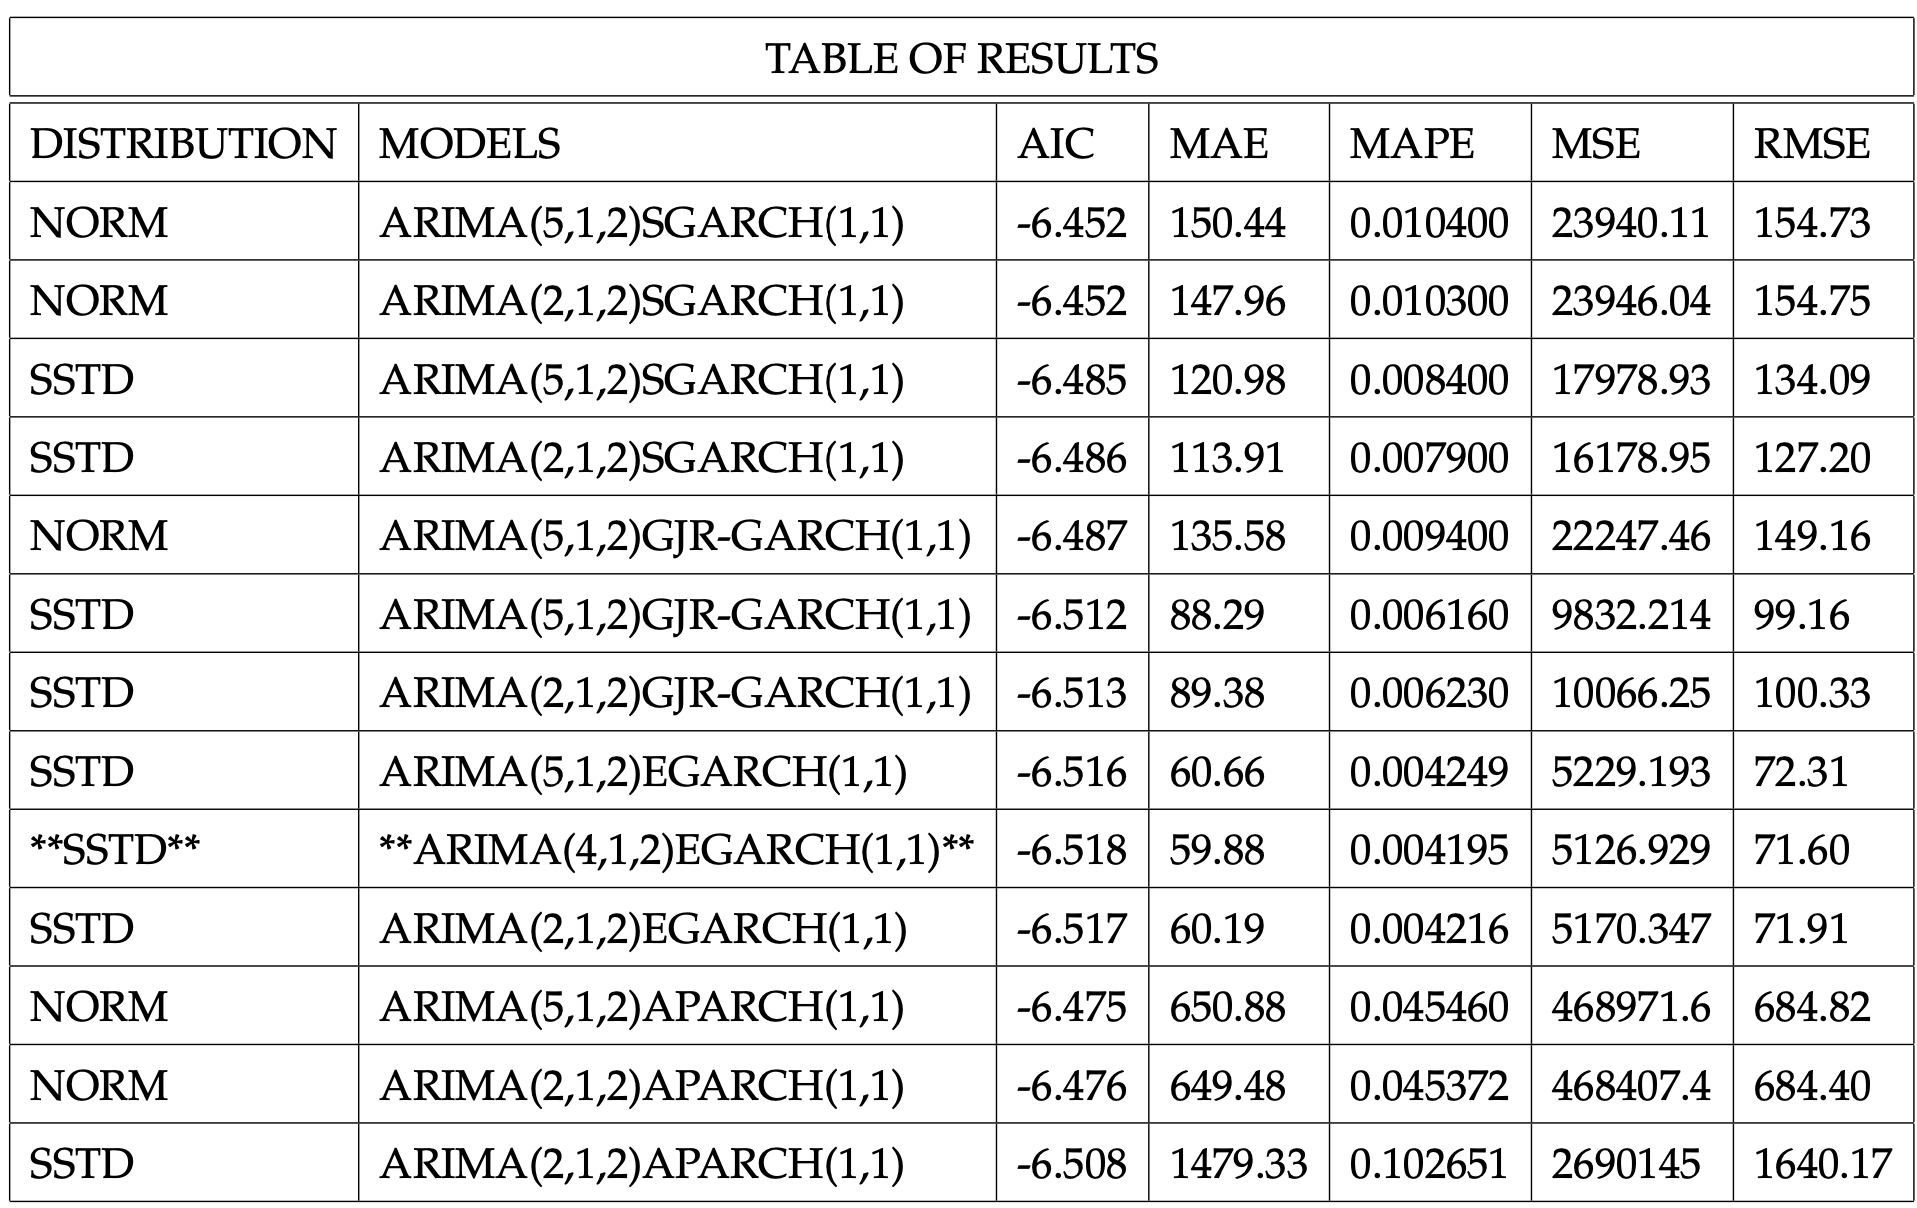 TABLE OF RESULTS
DISTRIBUTION MODELS AIC MAE MAPE MSE RMSE
NORM ARIMA(5,1,2)SGARCH(1,1) -6.452 150.44 0.010400 23940.11 154.73
NORM ARIMA(2,1,2)SGARCH(1,1) -6.452 147.96 0.010300 23946.04 154.75
SSTD ARIMA(5,1,2)SGARCH(1,1) -6.485 120.98 0.008400 17978.93 134.09
SSTD ARIMA(2,1,2)SGARCH(1,1) -6.486 113.91 0.007900 16178.95 127.20
NORM ARIMA(5,1,2)GJR-GARCH(1,1) -6.487 135.58 0.009400 22247.46 149.16
SSTD ARIMA(5,1,2)GJR-GARCH(1,1) -6.512 88.29 0.006160 9832.214 99.16
SSTD ARIMA(2,1,2)GJR-GARCH(1,1) -6.513 89.38 0.006230 10066.25 100.33
SSTD ARIMA(5,1,2)EGARCH(1,1) -6.516 60.66 0.004249 5229.193 72.31
**SSTD** **ARIMA(4,1,2)EGARCH(1,1)** -6.518 59.88 0.004195 5126.929 71.60
SSTD ARIMA(2,1,2)EGARCH(1,1) -6.517 60.19 0.004216 5170.347 71.91
NORM ARIMA(5,1,2)APARCH(1,1) -6.475 650.88 0.045460 468971.6 684.82
NORM ARIMA(2,1,2)APARCH(1,1) -6.476 649.48 0.045372 468407.4 684.40
SSTD ARIMA(2,1,2)APARCH(1,1) -6.508 1479.33 0.102651 2690145 1640.17